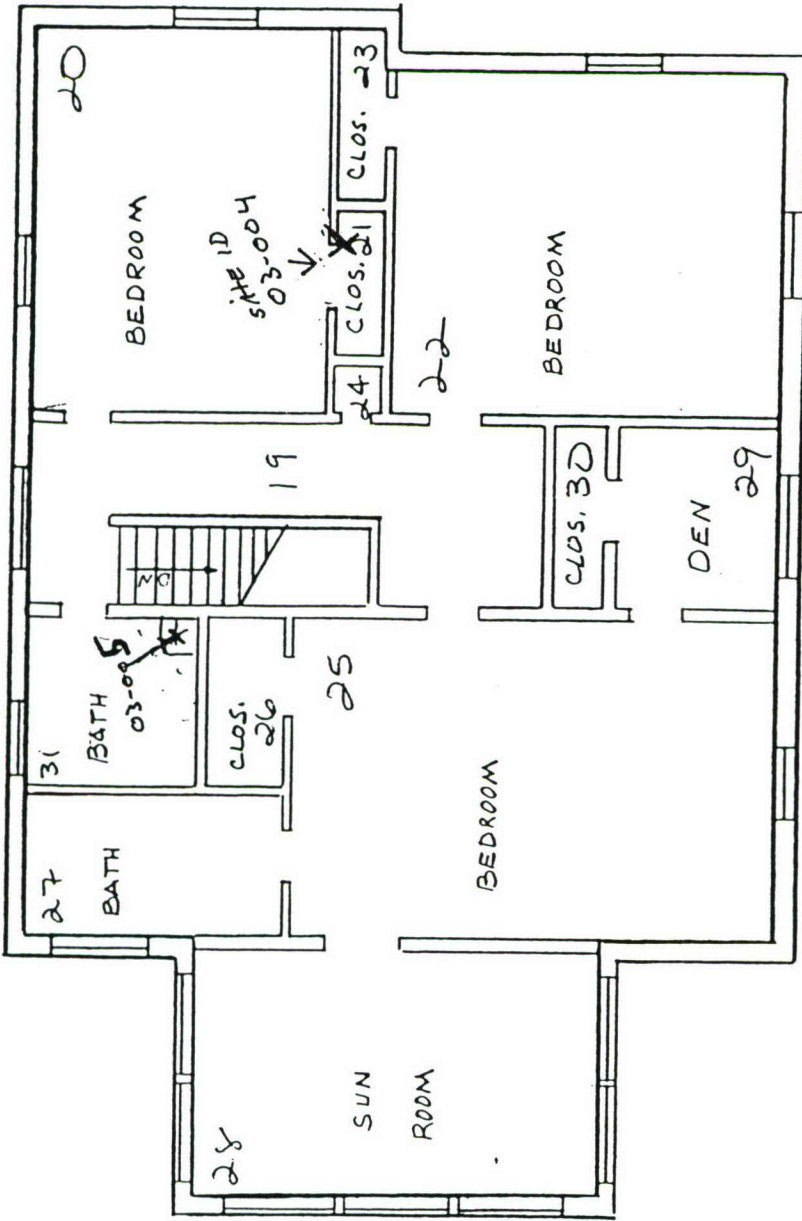 20
BEDROOM
SITE ID
03-004
CLOS. 23
CLOS. 21
24
22
BEDROOM
19
DN
CLOS. 30
DEN
29
31
BATH
03-005
CLOS.
26
25
BEDROOM
27
BATH
28
SUN
ROOM